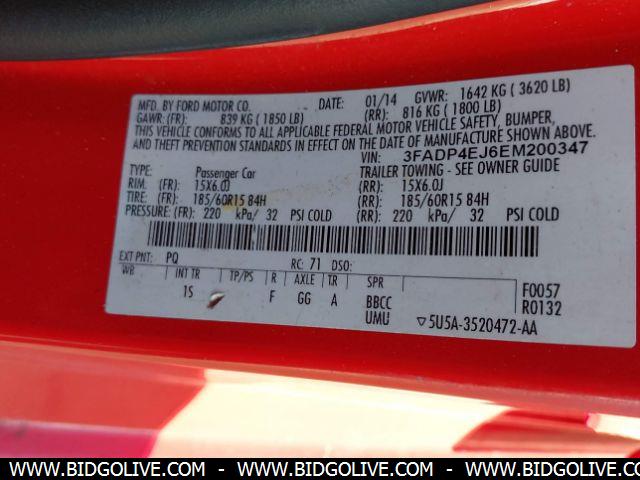 MFD. BY FORD MOTOR CO. DATE: 01/14 GVWR: 1642 KG ( 3620 LB)
GAWR: (FR) 839 KG ( 1850 LB) (RR) 816 KG ( 1800 LB)
THIS VEHICLE CONFORMS TO ALL APPLICABLE FEDERAL MOTOR VEHICLE SAFETY, BUMPER,
AND THEFT PREVENTION STANDARDS IN EFFECT ON THE DATE OF MANUFACTURE SHOWN ABOVE.
VIN: 3FADP4EJ6EM200347
TYPE: Passenger Car TRAILER TOWING - SEE OWNER GUIDE
RIM: (FR) 15X6.0J (RR) 15X6.0J
TIRE: (FR) 185/60R15 84H (RR) 185/60R15 84H
PRESSURE: (FR) 220 kPa/ 32 PSI COLD (RR) 220 kPa/ 32 PSI COLD
EXT PNT: PQ RC: 71 DSO:
WB INT TR TP/PS R AXLE TR SPR
1S F GG A BBCC
UMU
F0057
R0132
▽5U5A-3520472-AA
WWW.BIDGOLIVE.COM - WWW.BIDGOLIVE.COM - WWW.BIDGOLIVE.COM